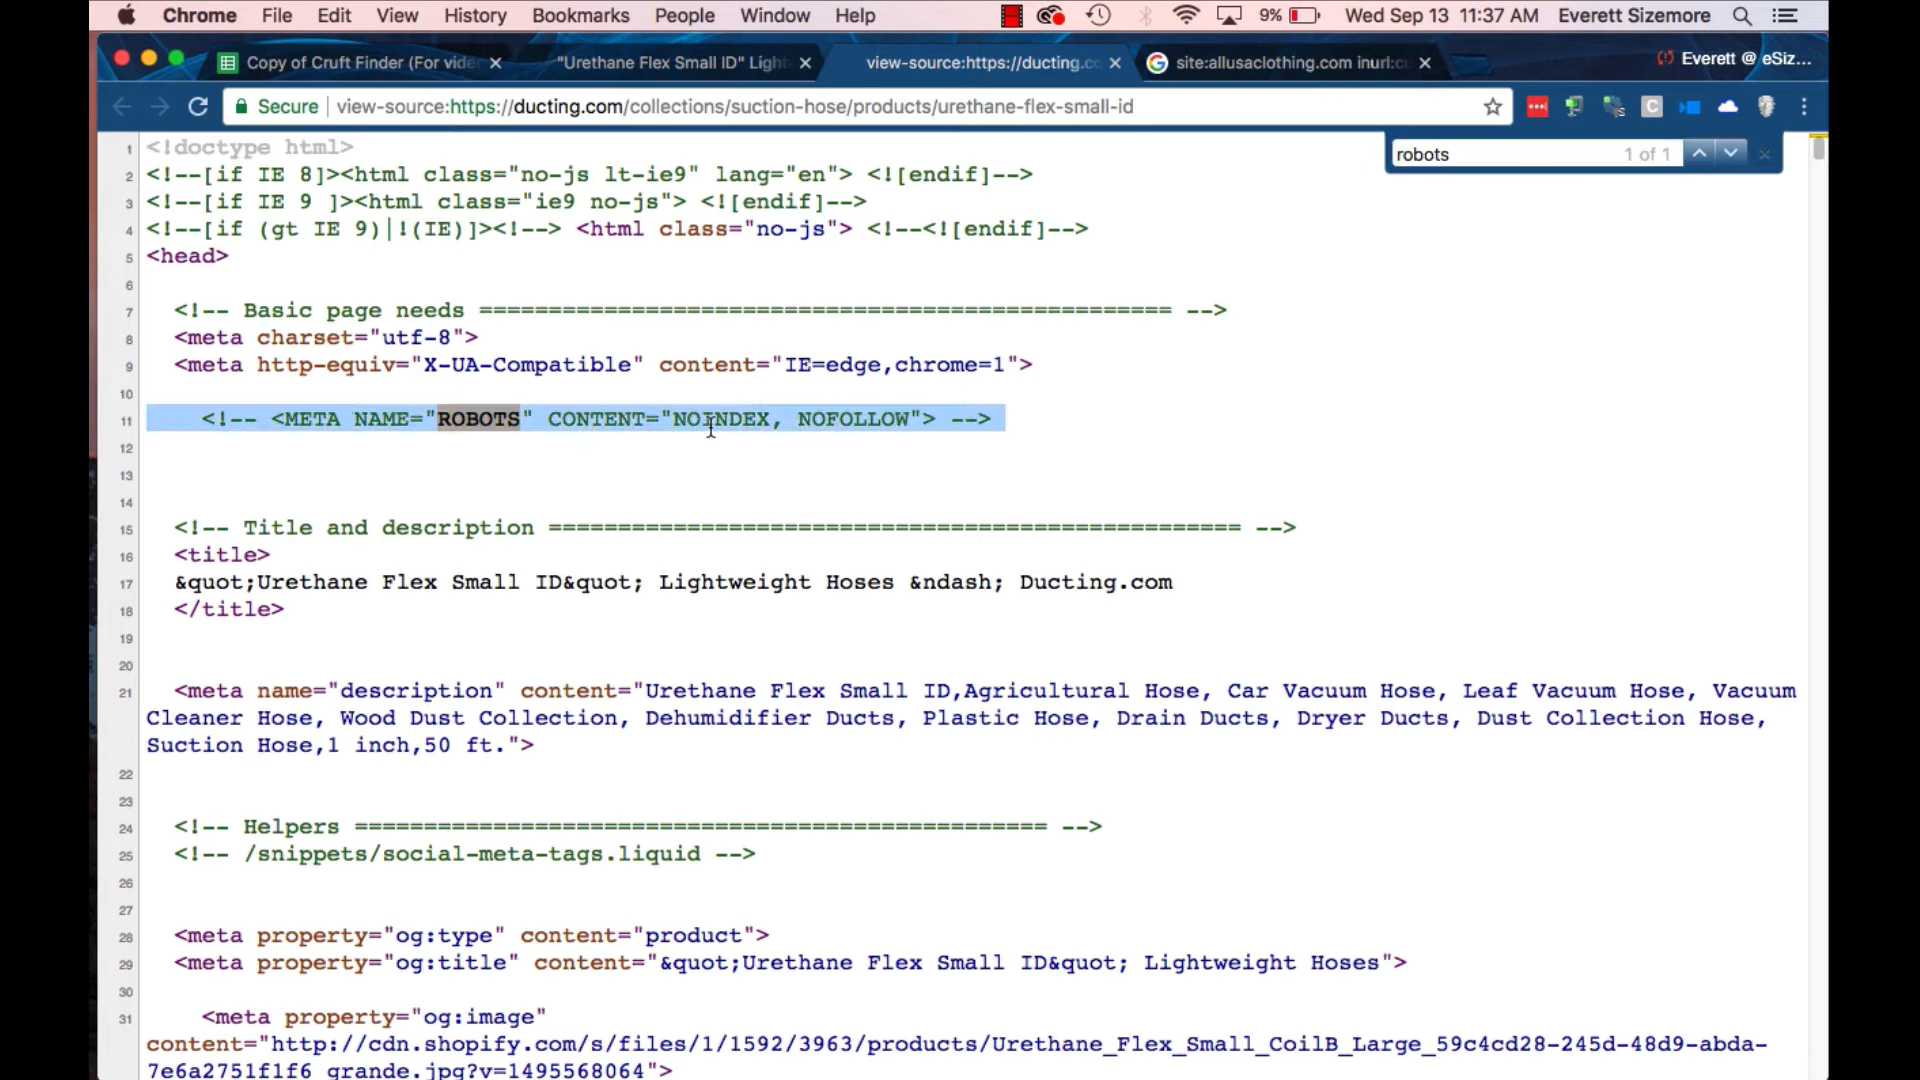 Chrome File Edit View History Bookmarks People Window Help 9% Wed Sep 13 11:37 AM Everett Sizemore
Copy of Cruft Finder (For vide "Urethane Flex Small ID" Light view-source:https://ducting.co site:allusaclothing.com inurl:c Everett @ eSiz...
Secure view-source:https://ducting.com/collections/suction-hose/products/urethane-flex-small-id
robots 1 of 1
1 <!doctype html>
2 <!--[if IE 8]><html class="no-js lt-ie9" lang="en"> <![endif]-->
3 <!--[if IE 9 ]><html class="ie9 no-js"> <![endif]-->
4 <!--[if (gt IE 9)|!(IE)]><!--> <html class="no-js"> <!--<![endif]-->
5 <head>
6
7 <!-- Basic page needs ================================================== -->
8 <meta charset="utf-8">
9 <meta http-equiv="X-UA-Compatible" content="IE=edge,chrome=1">
10
11 <!-- <META NAME="ROBOTS" CONTENT="NOINDEX, NOFOLLOW"> -->
12
13
14
15 <!-- Title and description ================================================== -->
16 <title>
17 &quot;Urethane Flex Small ID&quot; Lightweight Hoses &ndash; Ducting.com
18 </title>
19
20
21 <meta name="description" content="Urethane Flex Small ID,Agricultural Hose, Car Vacuum Hose, Leaf Vacuum Hose, Vacuum
Cleaner Hose, Wood Dust Collection, Dehumidifier Ducts, Plastic Hose, Drain Ducts, Dryer Ducts, Dust Collection Hose,
Suction Hose,1 inch,50 ft.">
22
23
24 <!-- Helpers ================================================== -->
25 <!-- /snippets/social-meta-tags.liquid -->
26
27
28 <meta property="og:type" content="product">
29 <meta property="og:title" content="&quot;Urethane Flex Small ID&quot; Lightweight Hoses">
30
31 <meta property="og:image"
content="http://cdn.shopify.com/s/files/1/1592/3963/products/Urethane_Flex_Small_CoilB_Large_59c4cd28-245d-48d9-abda-
7e6a2751f1f6_grande.jpg?v=1495568064">